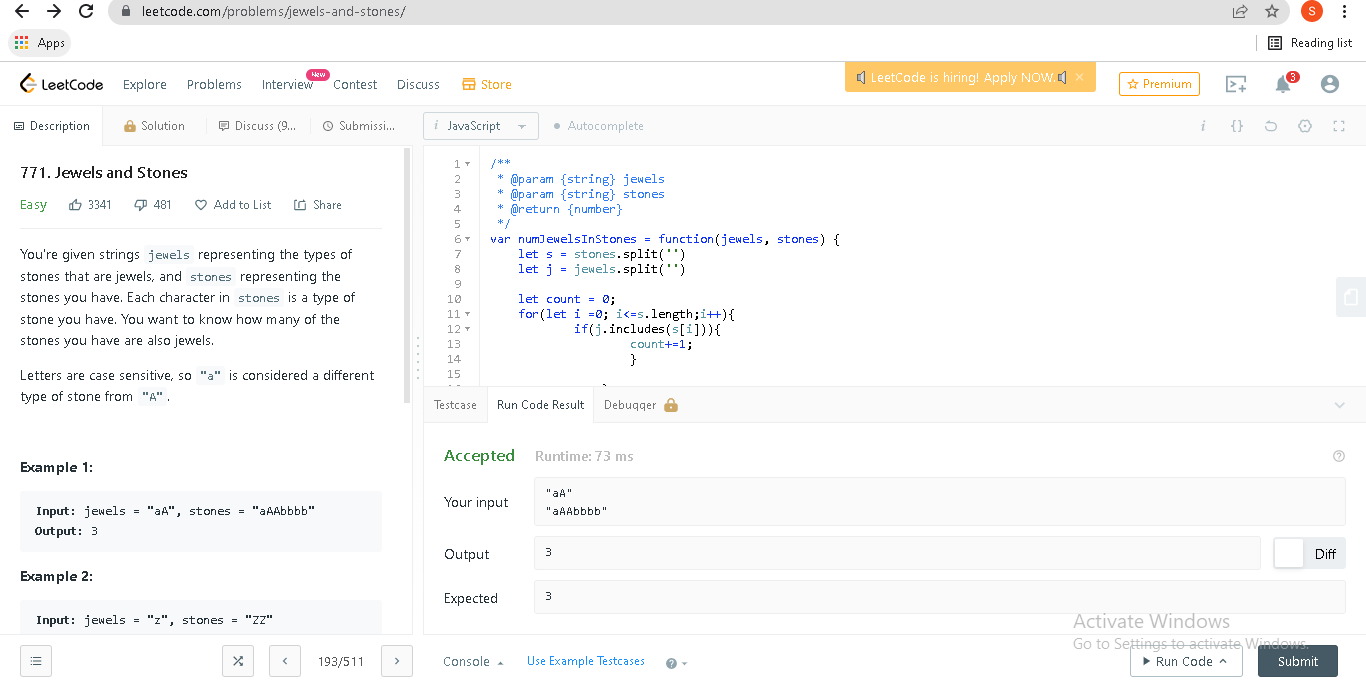 leetcode.com/problems/jewels-and-stones/
S
Apps
Reading list
LeetCode
Explore
Problems
Interview
New
Contest
Discuss
Store
LeetCode is hiring! Apply NOW.
×
Premium
3
Description
Solution
Discuss (9...
Submissi...
i JavaScript
Autocomplete
i {}
771. Jewels and Stones
Easy 3341 481 Add to List Share
You're given strings jewels representing the types of
stones that are jewels, and stones representing the
stones you have. Each character in stones is a type of
stone you have. You want to know how many of the
stones you have are also jewels.
Letters are case sensitive, so "a" is considered a different
type of stone from "A".
Example 1:
Input: jewels = "aA", stones = "aAAbbbb"
Output: 3
Example 2:
Input: jewels = "z", stones = "ZZ"
193/511
1 /**
2 * @param {string} jewels
3 * @param {string} stones
4 * @return {number}
5 */
6 var numJewelsInStones = function(jewels, stones) {
7 let s = stones.split('')
8 let j = jewels.split('')
9
10 let count = 0;
11 for(let i =0; i<=s.length;i++){
12 if(j.includes(s[i])){
13 count+=1;
14 }
15
Testcase
Run Code Result
Debugger
Accepted Runtime: 73 ms
Your input
"aA"
"aAAbbbb"
Output
3
Diff
Expected
3
Activate Windows
Go to Settings to activate Windows.
Console
Use Example Testcases
Run Code
Submit